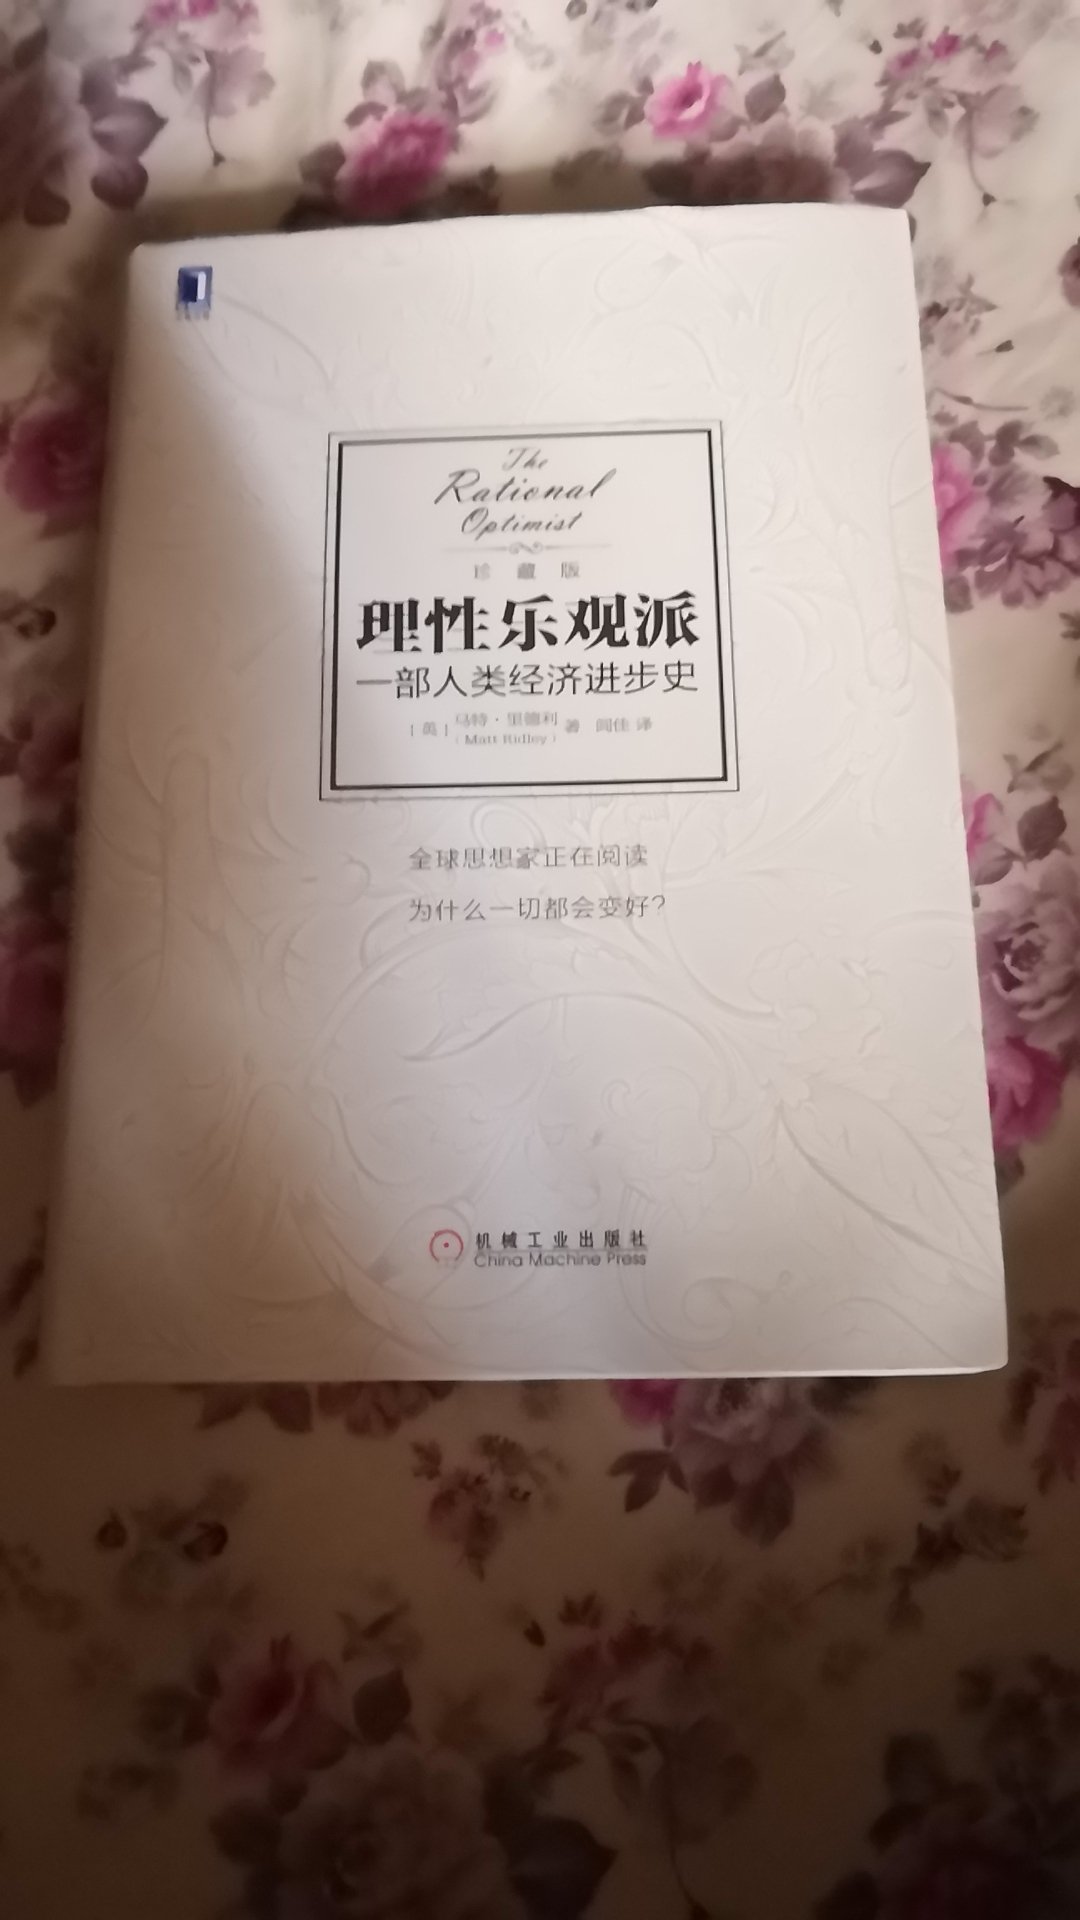 The
Rational
Optimist
珍藏版
理性乐观派
一部人类经济进步史
[英] 马特·里德利 著 闾佳 译
(Matt Ridley)
全球思想家正在阅读
为什么一切都会变好?
机械工业出版社
China Machine Press